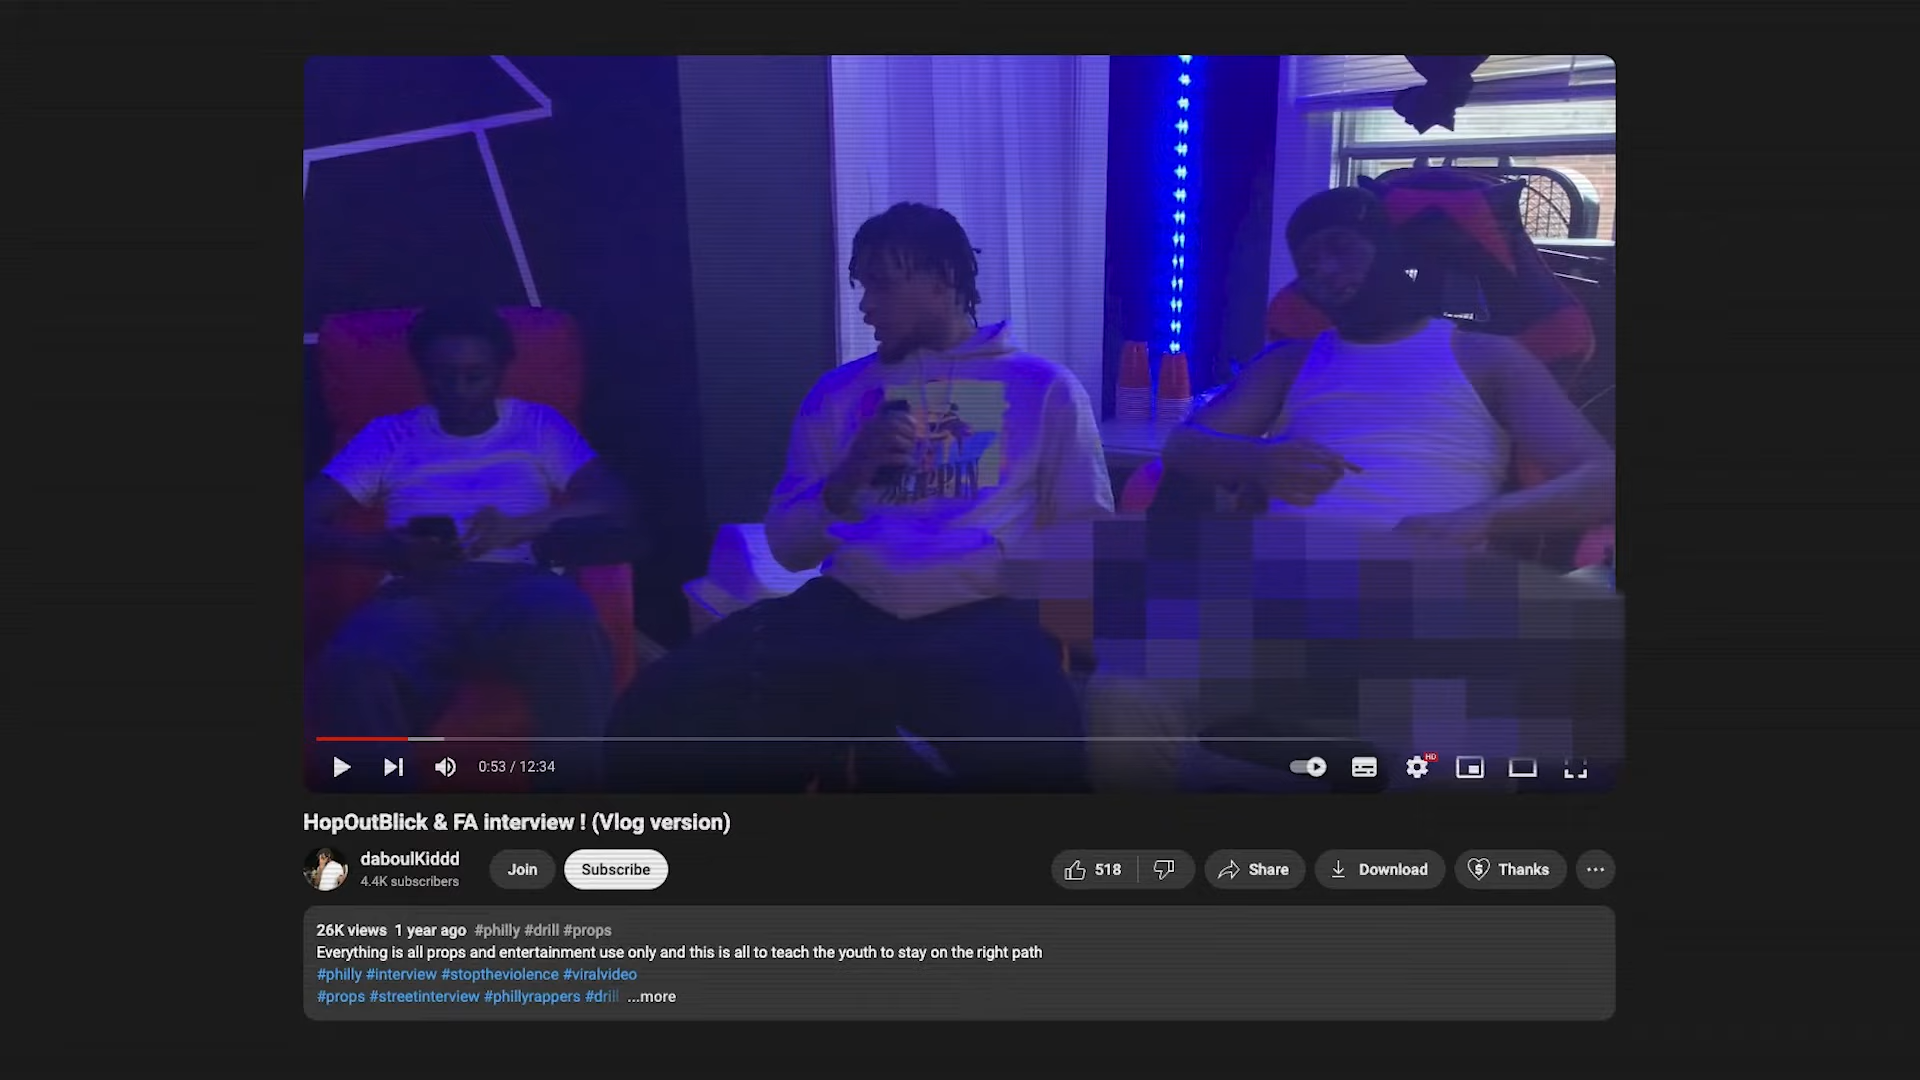 0:53 / 12:34
HD
HopOutBlick & FA interview ! (Vlog version)
daboulKiddd
4.4K subscribers
Join
Subscribe
518
Share
Download
Thanks
26K views 1 year ago #philly #drill #props
Everything is all props and entertainment use only and this is all to teach the youth to stay on the right path
#philly #interview #stoptheviolence #viralvideo
#props #streetinterview #phillyrappers #drill ...more